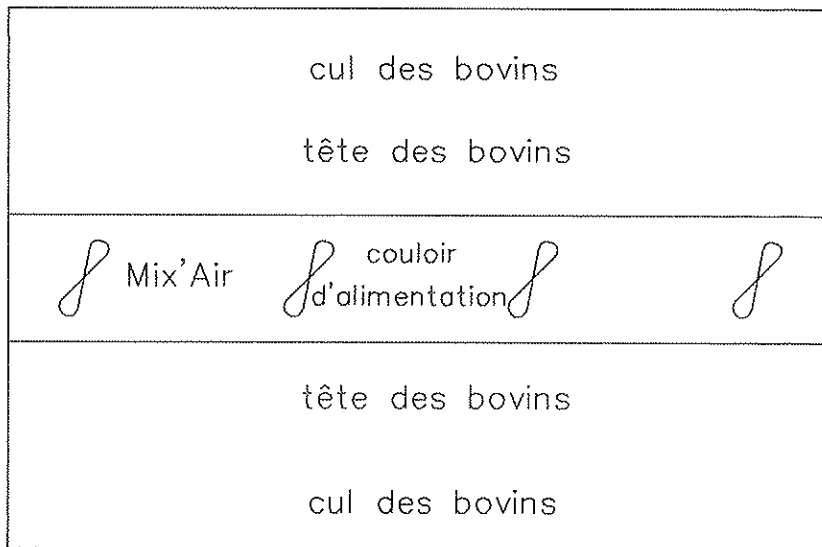 cul des bovins
tête des bovins
Mix'Air
couloir
d'alimentation
tête des bovins
cul des bovins